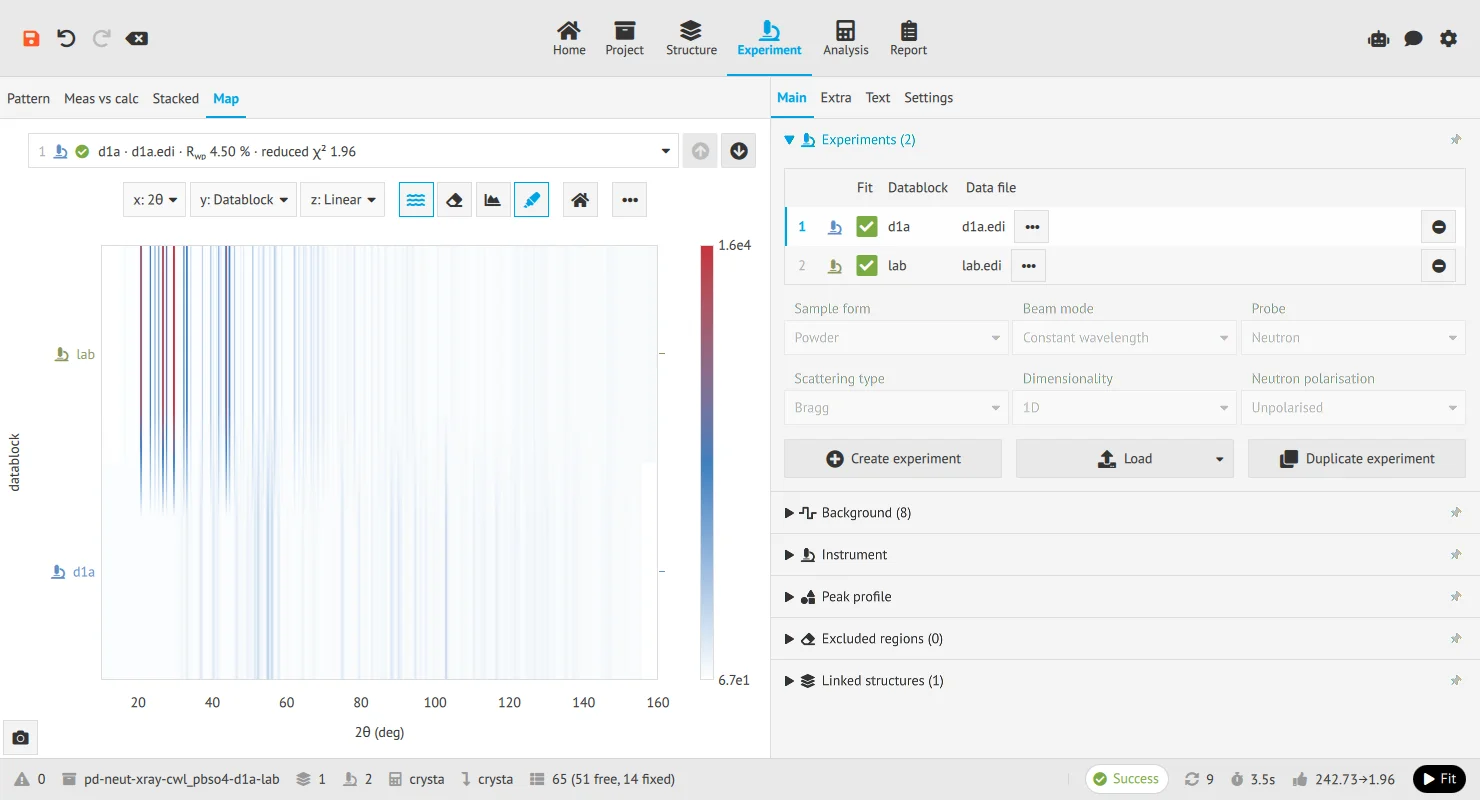 Home Project Structure Experiment Analysis Report
Pattern Meas vs calc Stacked Map
Main Extra Text Settings
1 d1a · d1a.edi · Rwp 4.50 % · reduced χ² 1.96
x: 2θ y: Datablock z: Linear
1.6e4
lab
datablock
d1a
6.7e1
20 40 60 80 100 120 140 160
2θ (deg)
Experiments (2)
Fit Datablock Data file
1 d1a d1a.edi
2 lab lab.edi
Sample form Beam mode Probe
Powder Constant wavelength Neutron
Scattering type Dimensionality Neutron polarisation
Bragg 1D Unpolarised
Create experiment Load Duplicate experiment
Background (8)
Instrument
Peak profile
Excluded regions (0)
Linked structures (1)
0 pd-neut-xray-cwl_pbso4-d1a-lab 1 2 crysta crysta 65 (51 free, 14 fixed) Success 9 3.5s 242.73→1.96 Fit